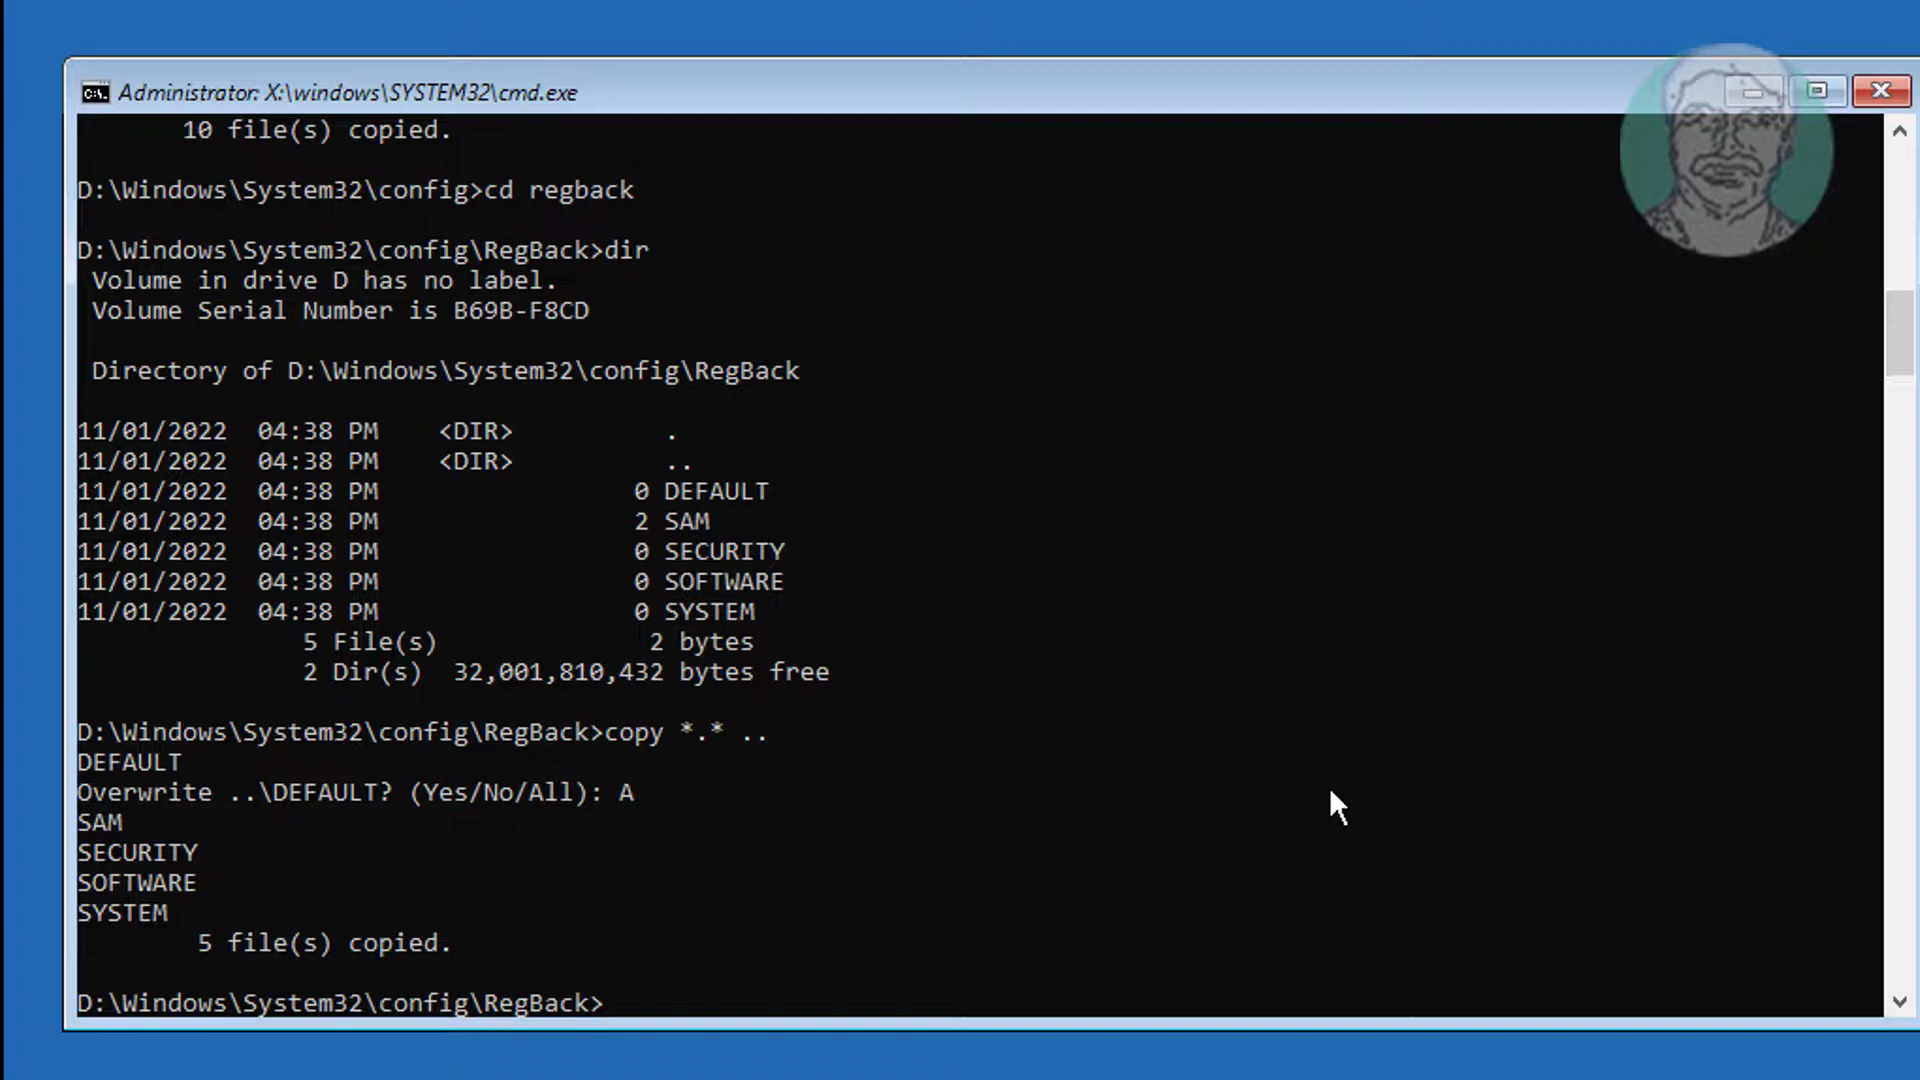 Administrator: X:\windows\SYSTEM32\cmd.exe
10 file(s) copied.
D:\Windows\System32\config>cd regback
D:\Windows\System32\config\RegBack>dir
Volume in drive D has no label.
Volume Serial Number is B69B-F8CD
Directory of D:\Windows\System32\config\RegBack
11/01/2022 04:38 PM <DIR> .
11/01/2022 04:38 PM <DIR> ..
11/01/2022 04:38 PM 0 DEFAULT
11/01/2022 04:38 PM 2 SAM
11/01/2022 04:38 PM 0 SECURITY
11/01/2022 04:38 PM 0 SOFTWARE
11/01/2022 04:38 PM 0 SYSTEM
5 File(s) 2 bytes
2 Dir(s) 32,001,810,432 bytes free
D:\Windows\System32\config\RegBack>copy *.* ..
DEFAULT
Overwrite ..\DEFAULT? (Yes/No/All): A
SAM
SECURITY
SOFTWARE
SYSTEM
5 file(s) copied.
D:\Windows\System32\config\RegBack>